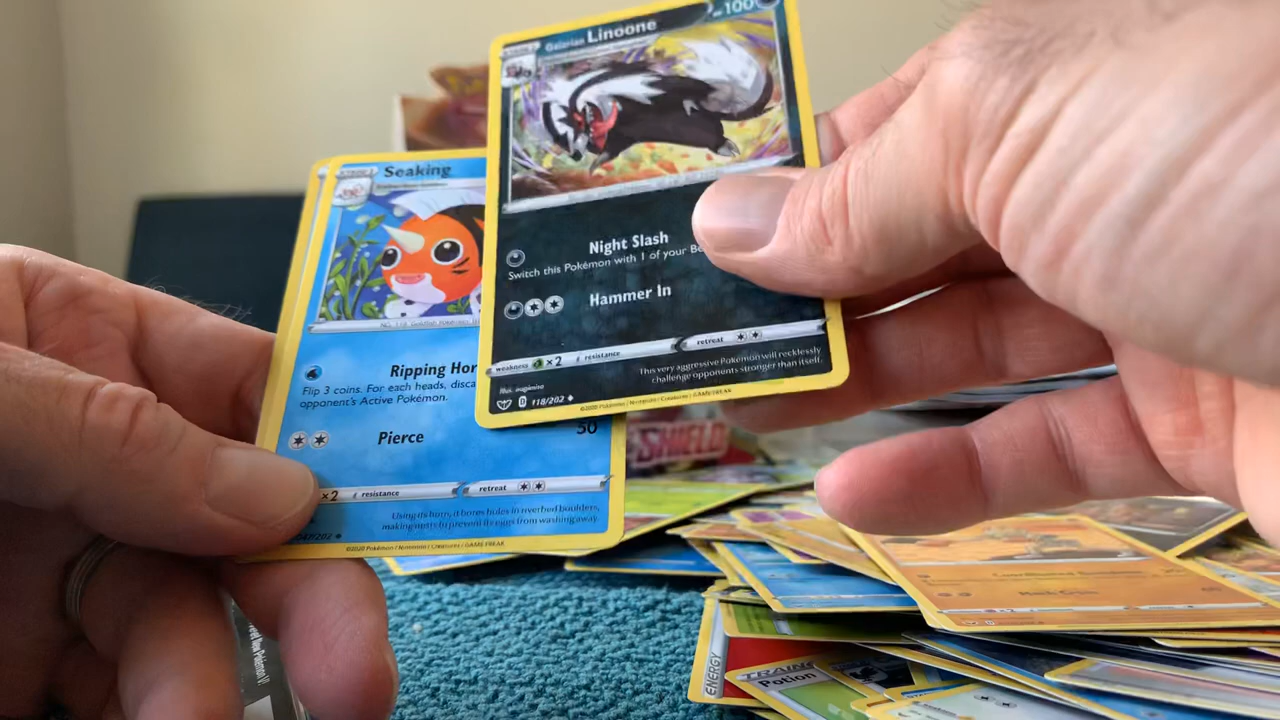 Galarian Linoone
100
Night Slash
Switch this Pokémon with 1 of your Be
Hammer In
weakness ×2 resistance retreat
This very aggressive Pokémon will recklessly
challenge opponents stronger than itself.
118/202
©2020 Pokémon / Nintendo / Creatures / GAME FREAK
Seaking
Ripping Hor
Flip 3 coins. For each heads, disca
opponent's Active Pokémon.
Pierce
50
×2 resistance retreat
Using its horn, it bores holes in riverbed boulders,
making nests to prevent its eggs from washing away.
©2020 Pokémon / Nintendo / Creatures / GAME FREAK
SHIELD
ENERGY
Potion